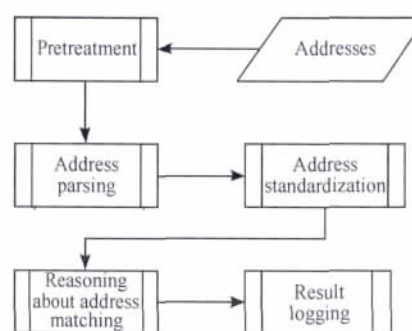 Pretreatment
Addresses
Address
parsing
Address
standardization
Reasoning
about address
matching
Result
logging